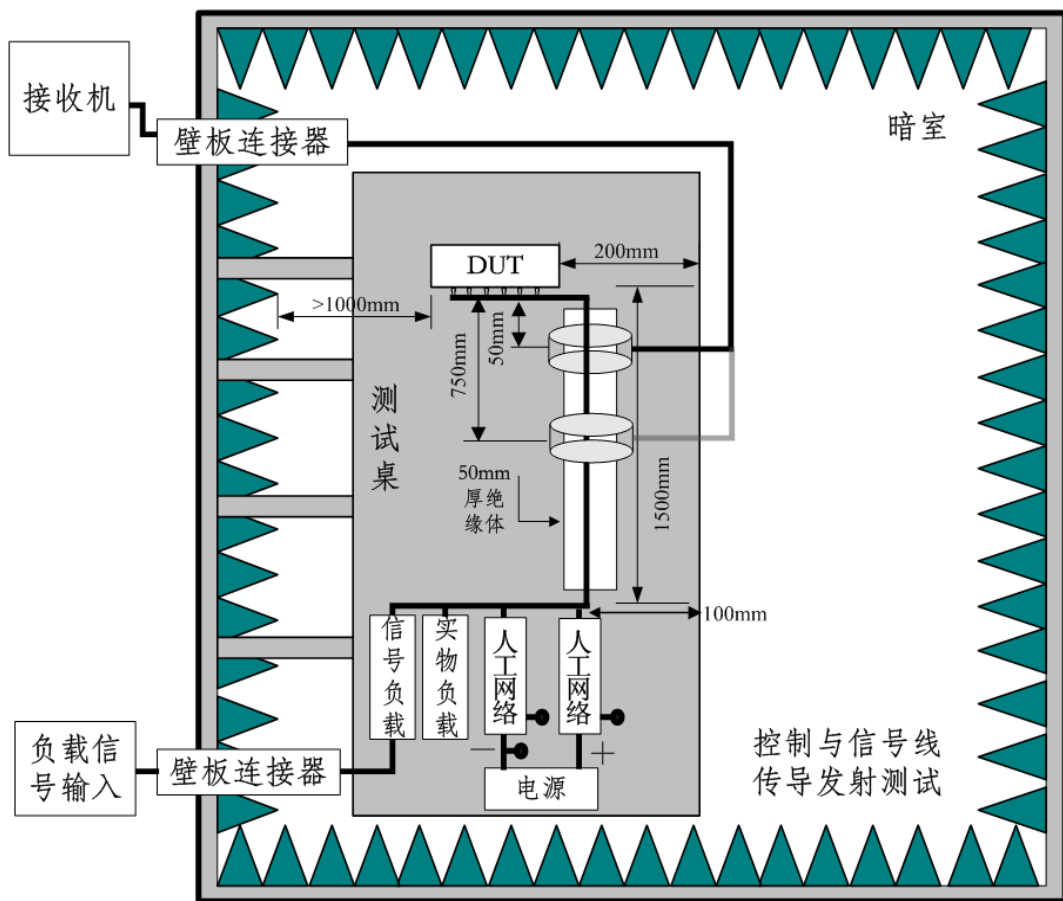 接收机
壁板连接器
暗室
DUT
200mm
>1000mm
50mm
750mm
测试桌
1500mm
50mm
厚绝
缘体
100mm
信号负载
实物负载
人工网络
人工网络
负载信
号输入
壁板连接器
−
+
电源
控制与信号线
传导发射测试